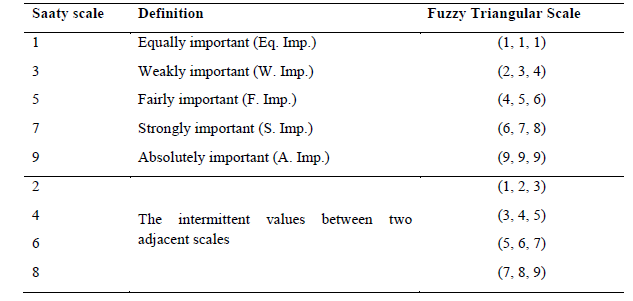 Saaty scale Definition Fuzzy Triangular Scale
1 Equally important (Eq. Imp.) (1, 1, 1)
3 Weakly important (W. Imp.) (2, 3, 4)
5 Fairly important (F. Imp.) (4, 5, 6)
7 Strongly important (S. Imp.) (6, 7, 8)
9 Absolutely important (A. Imp.) (9, 9, 9)
2 (1, 2, 3)
4 (3, 4, 5)
The intermittent values between two
adjacent scales
6 (5, 6, 7)
8 (7, 8, 9)